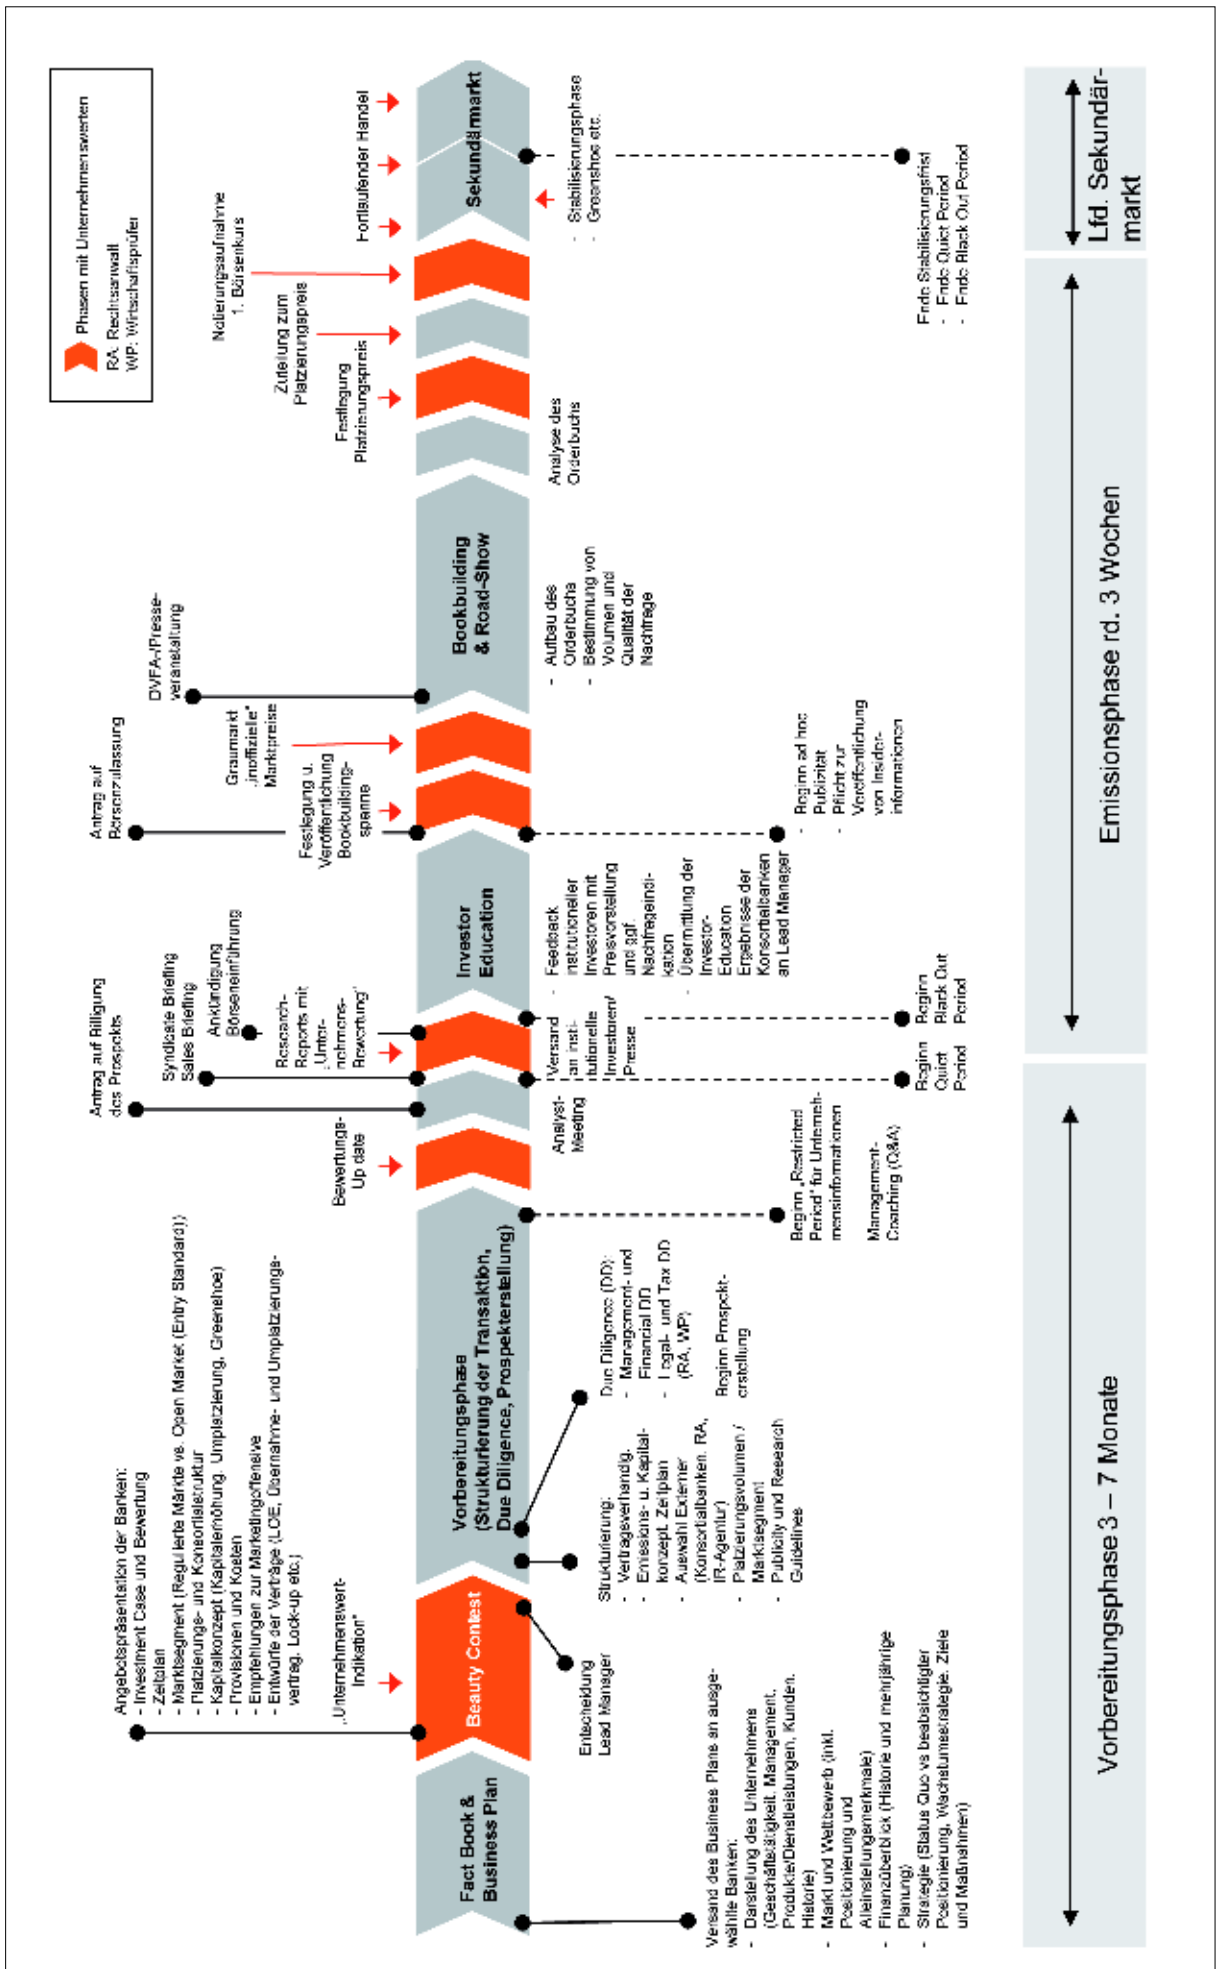 Phasen mit Unternehmenswerten
RA: Rechtsanwalt
WP: Wirtschaftsprüfer
Angebotspräsentation der Banken:
- Investment Case und Bewertung
- Zeitplan
- Marktsegment (Regulierte Märkte vs. Open Market (Entry Standard))
- Platzierungs- und Konsortialstruktur
- Kapitalkonzept (Kapitalerhöhung, Umplatzierung, Greenshoe)
- Provisionen und Kosten
- Empfehlungen zur Marketingoffensive
- Entwürfe der Verträge (LOE, Übernahme- und Umplatzierungs-
vertrag, Lock-up etc.)
„Unternehmenswert-
Indikation"
Bewertungs-
Update
Antrag auf Billigung
des Prospekts
Syndicate Briefing
Sales Briefing
Ankündigung
Börseneinführung
Research-
Reports mit
„Unter-
nehmens-
Bewertung"
Antrag auf
Börsenzulassung
Festlegung u.
Veröffentlichung
Bookbuilding-
spanne
Graumarkt
„inoffizielle"
Marktpreise
DVFA-/Presse-
veranstaltung
Festlegung
Platzierungspreis
Zuteilung zum
Platzierungspreis
Notierungsaufnahme
1. Börsenkurs
Fortlaufender Handel
Fact Book &
Business Plan
Beauty Contest
Vorbereitungsphase
(Strukturierung der Transaktion,
Due Diligence, Prospekterstellung)
Investor
Education
Bookbuilding
& Road-Show
Sekundärmarkt
Versand des Business Plans an ausge-
wählte Banken:
- Darstellung des Unternehmens
(Geschäftstätigkeit, Management,
Produkte/Dienstleistungen, Kunden,
Historie)
- Markt und Wettbewerb (inkl.
Positionierung und
Alleinstellungsmerkmale)
- Finanzüberblick (Historie und mehrjährige
Planung)
- Strategie (Status Quo vs beabsichtigter
Positionierung, Wachstumsstrategie, Ziele
und Maßnahmen)
Entscheidung
Lead Manager
Strukturierung:
- Vertragsverhandlg.
- Emissions- u. Kapital-
konzept, Zeitplan
- Auswahl Externer
(Konsortialbanken, RA,
IR-Agentur)
- Platzierungsvolumen /
Marktsegment
- Publicity und Research
Guidelines
Due Diligence (DD):
- Management- und
Financial DD
- Legal- und Tax DD
(RA, WP)
Beginn Prospekt-
erstellung
Beginn „Restricted
Period" für Unterneh-
mensinformationen
Management-
Coaching (Q&A)
Analyst-
Meeting
Versand
an insti-
tutionelle
Investoren/
Presse
Beginn
Quiet
Period
Beginn
Black Out
Period
- Feedback
institutioneller
Investoren mit
Preisvorstellung
und ggf.
Nachfrageindi-
kation
- Übermittlung der
Investor-
Education
Ergebnisse der
Konsortialbanken
an Lead Manager
- Beginn ad hoc
Publizität
- Pflicht zur
Veröffentlichung
von Insider-
informationen
- Aufbau des
Orderbuchs
- Bestimmung von
Volumen und
Qualität der
Nachfrage
Analyse des
Orderbuchs
- Stabilisierungsphase
- Greenshoe etc.
Ende Stabilisierungsfrist
- Ende Quiet Period
- Ende Black Out Period
Vorbereitungsphase 3 – 7 Monate
Emissionsphase rd. 3 Wochen
Lfd. Sekundär-
markt